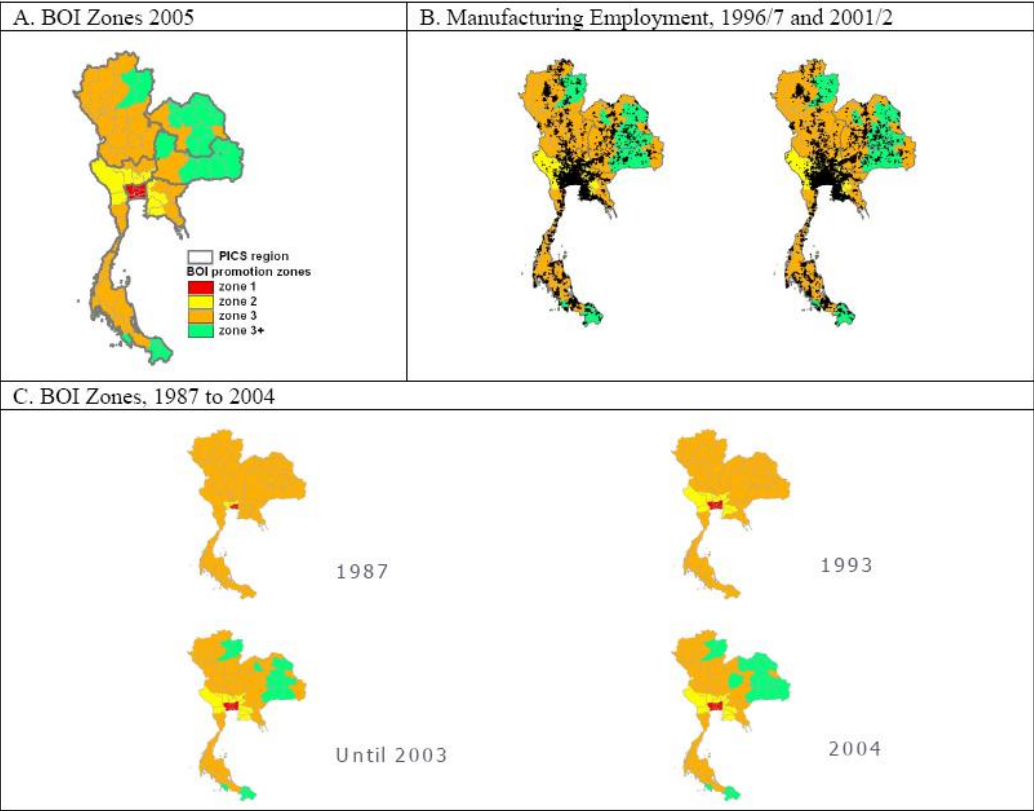 A. BOI Zones 2005
B. Manufacturing Employment, 1996/7 and 2001/2
PICS region
BOI promotion zones
zone 1
zone 2
zone 3
zone 3+
C. BOI Zones, 1987 to 2004
1987
1993
Until 2003
2004